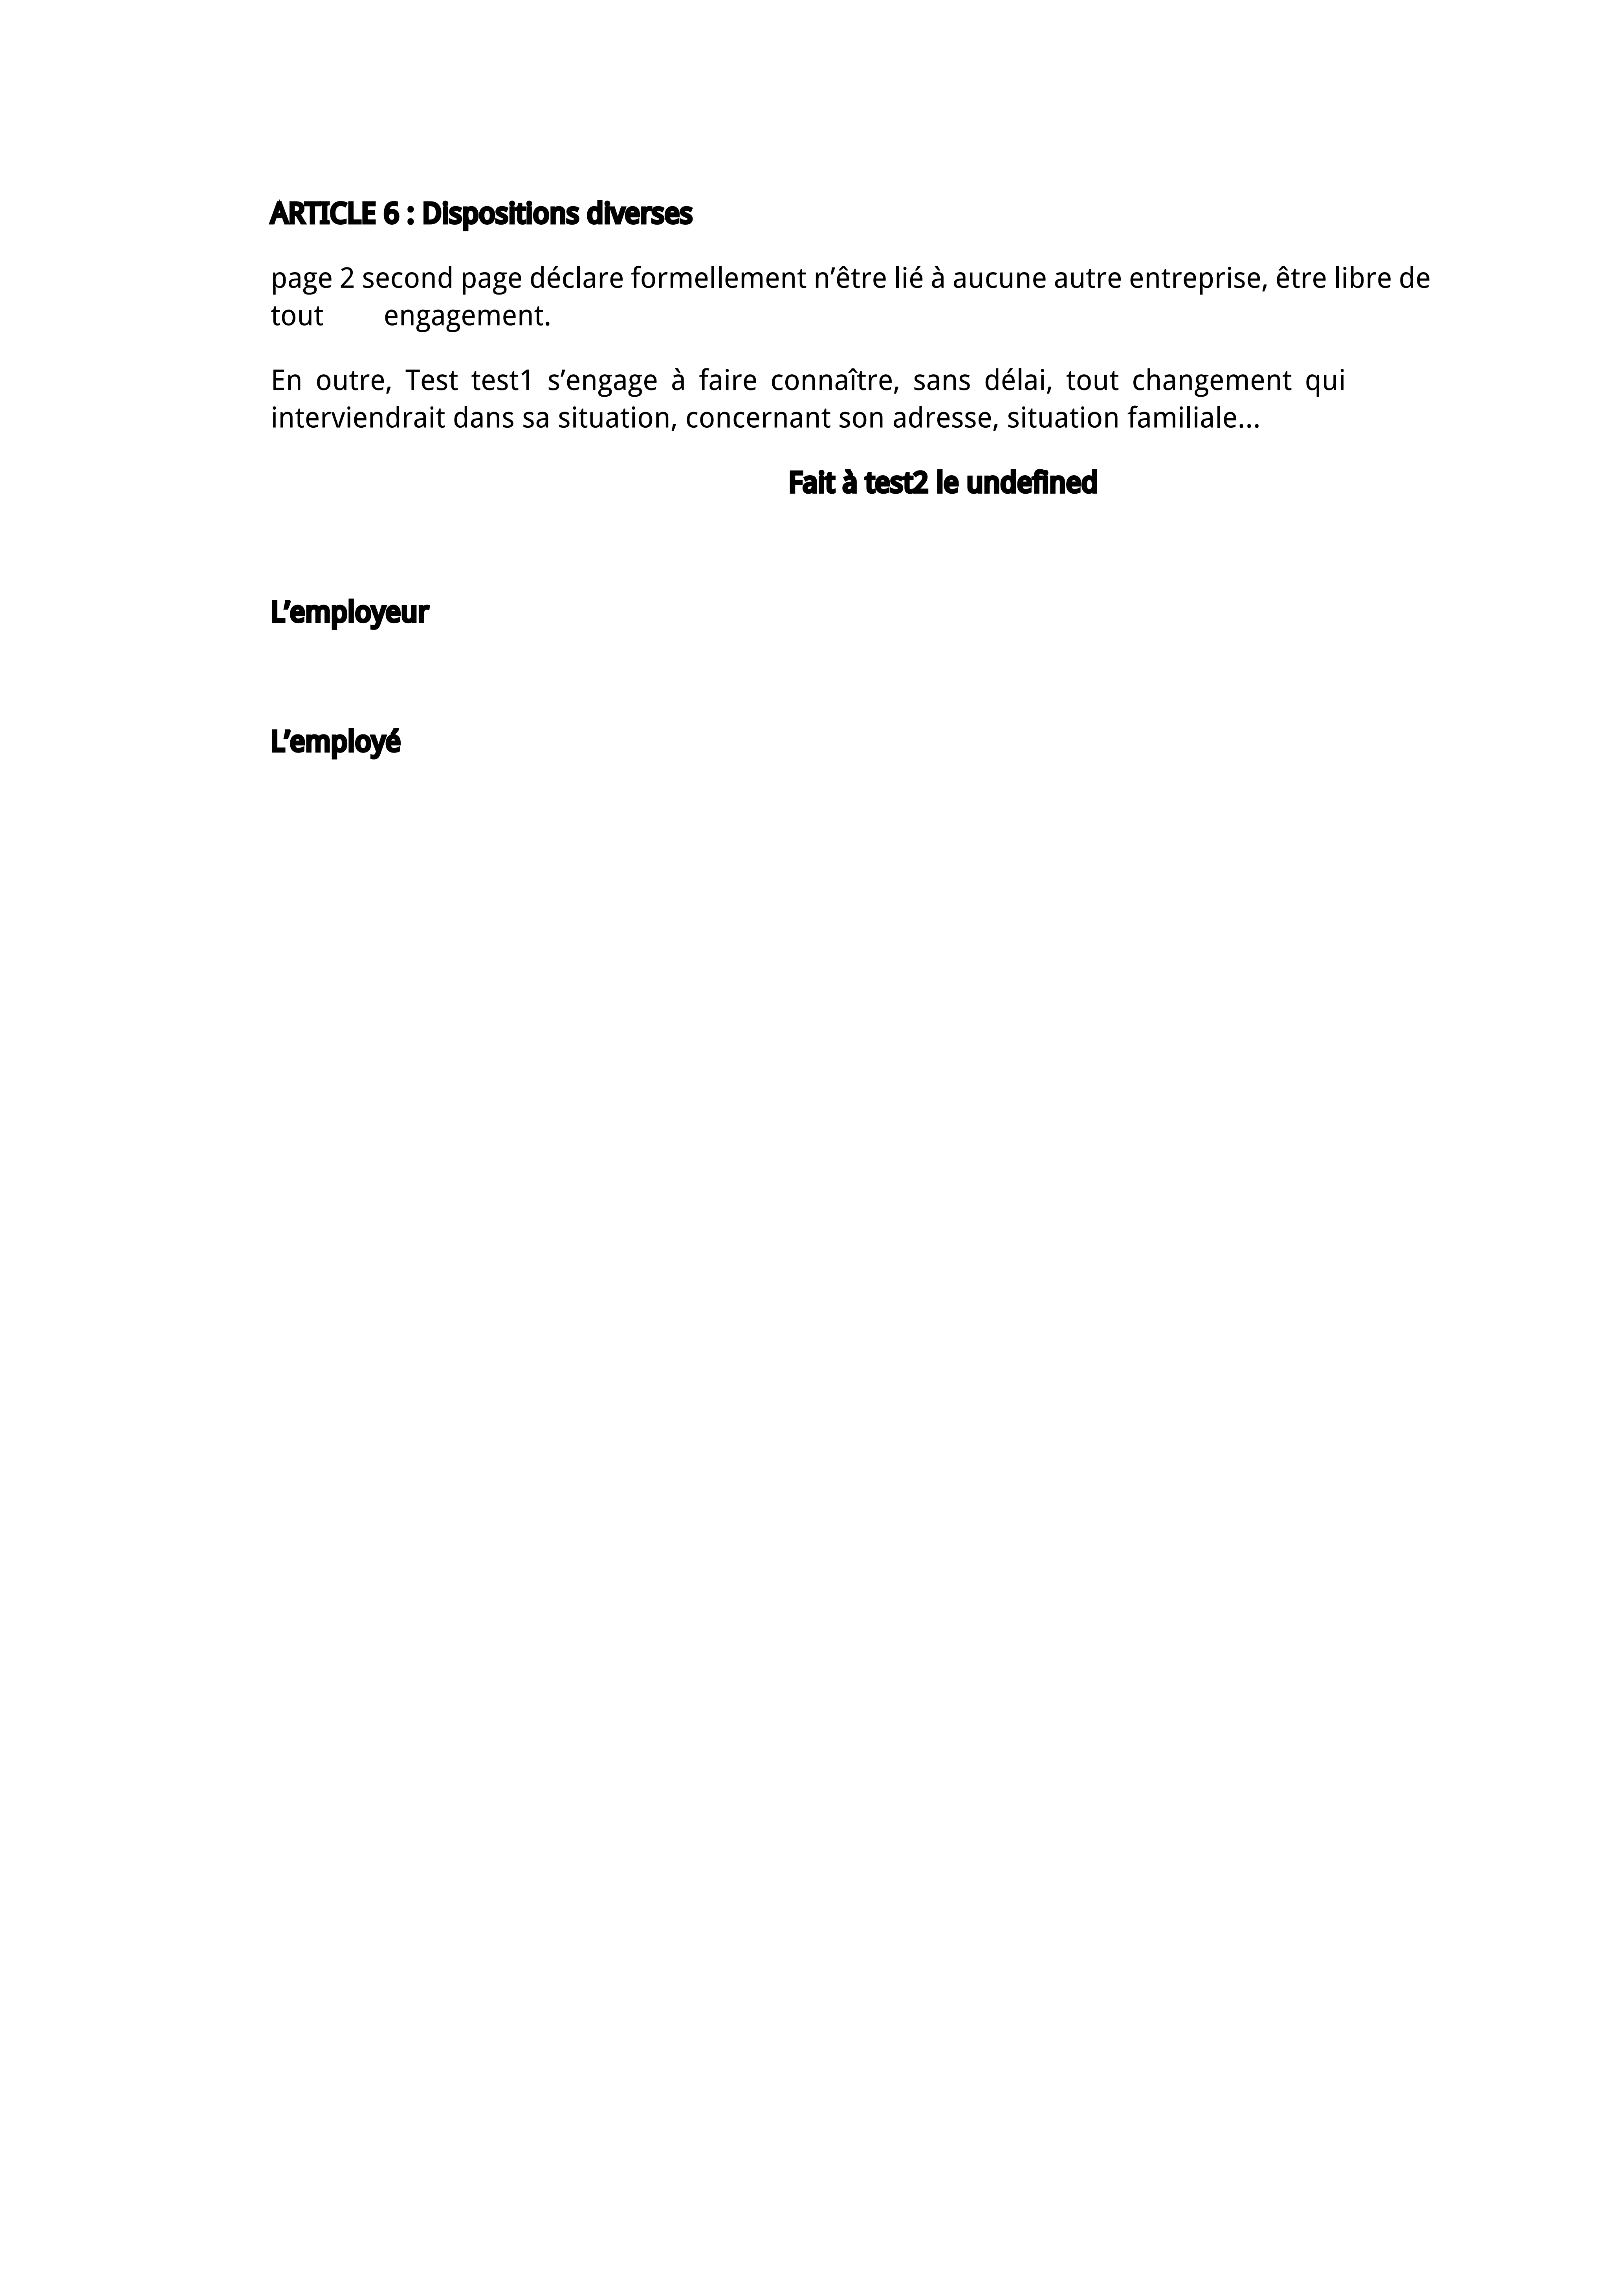 ARTICLE 6 : Dispositions diverses
page 2 second page déclare formellement n’être lié à aucune autre entreprise, être libre de
tout engagement.
En outre, Test test1 s’engage à faire connaître, sans délai, tout changement qui
interviendrait dans sa situation, concernant son adresse, situation familiale…
Fait à test2 le undefined
L’employeur
L’employé